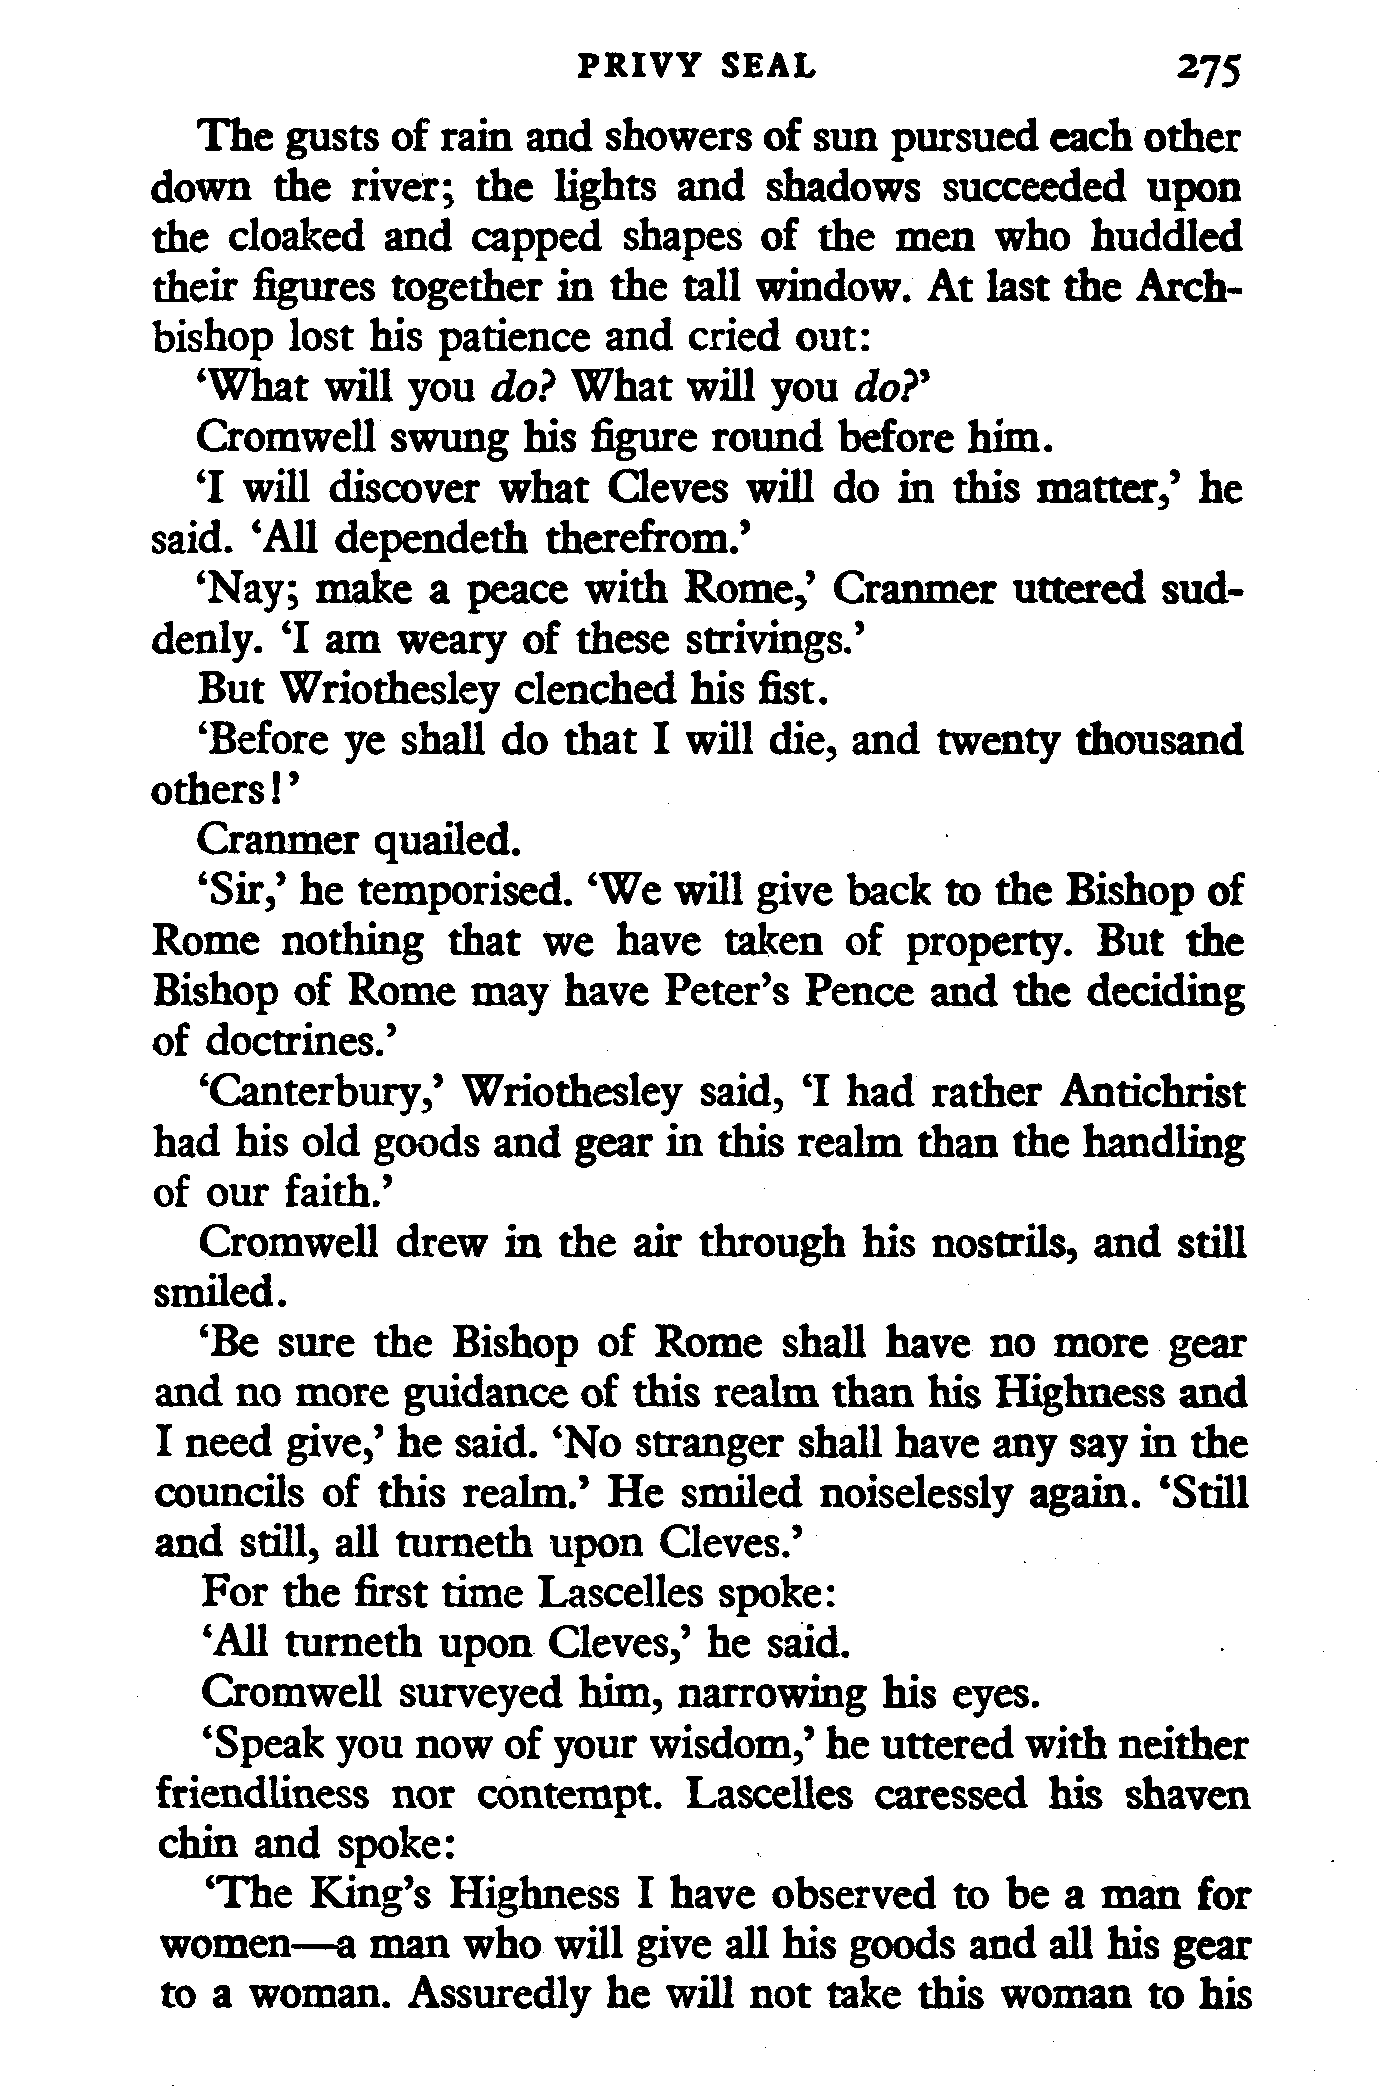 PRIVY SEAL 275
The gusts of rain and showers of sun pursued each other
down the river; the lights and shadows succeeded upon
the cloaked and capped shapes of the men who huddled
their figures together in the tall window. At last the Arch-
bishop lost his patience and cried out:
‘What will you do? What will you do?’
Cromwell swung his figure round before him.
‘I will discover what Cleves will do in this matter,’ he
said. ‘All dependeth therefrom.’
‘Nay; make a peace with Rome,’ Cranmer uttered sud-
denly. ‘I am weary of these strivings.’
But Wriothesley clenched his fist.
‘Before ye shall do that I will die, and twenty thousand
others!’
Cranmer quailed.
‘Sir,’ he temporised. ‘We will give back to the Bishop of
Rome nothing that we have taken of property. But the
Bishop of Rome may have Peter’s Pence and the deciding
of doctrines.’
‘Canterbury,’ Wriothesley said, ‘I had rather Antichrist
had his old goods and gear in this realm than the handling
of our faith.’
Cromwell drew in the air through his nostrils, and still
smiled.
‘Be sure the Bishop of Rome shall have no more gear
and no more guidance of this realm than his Highness and
I need give,’ he said. ‘No stranger shall have any say in the
councils of this realm.’ He smiled noiselessly again. ‘Still
and still, all turneth upon Cleves.’
For the first time Lascelles spoke:
‘All turneth upon Cleves,’ he said.
Cromwell surveyed him, narrowing his eyes.
‘Speak you now of your wisdom,’ he uttered with neither
friendliness nor contempt. Lascelles caressed his shaven
chin and spoke:
‘The King’s Highness I have observed to be a man for
women—a man who will give all his goods and all his gear
to a woman. Assuredly he will not take this woman to his